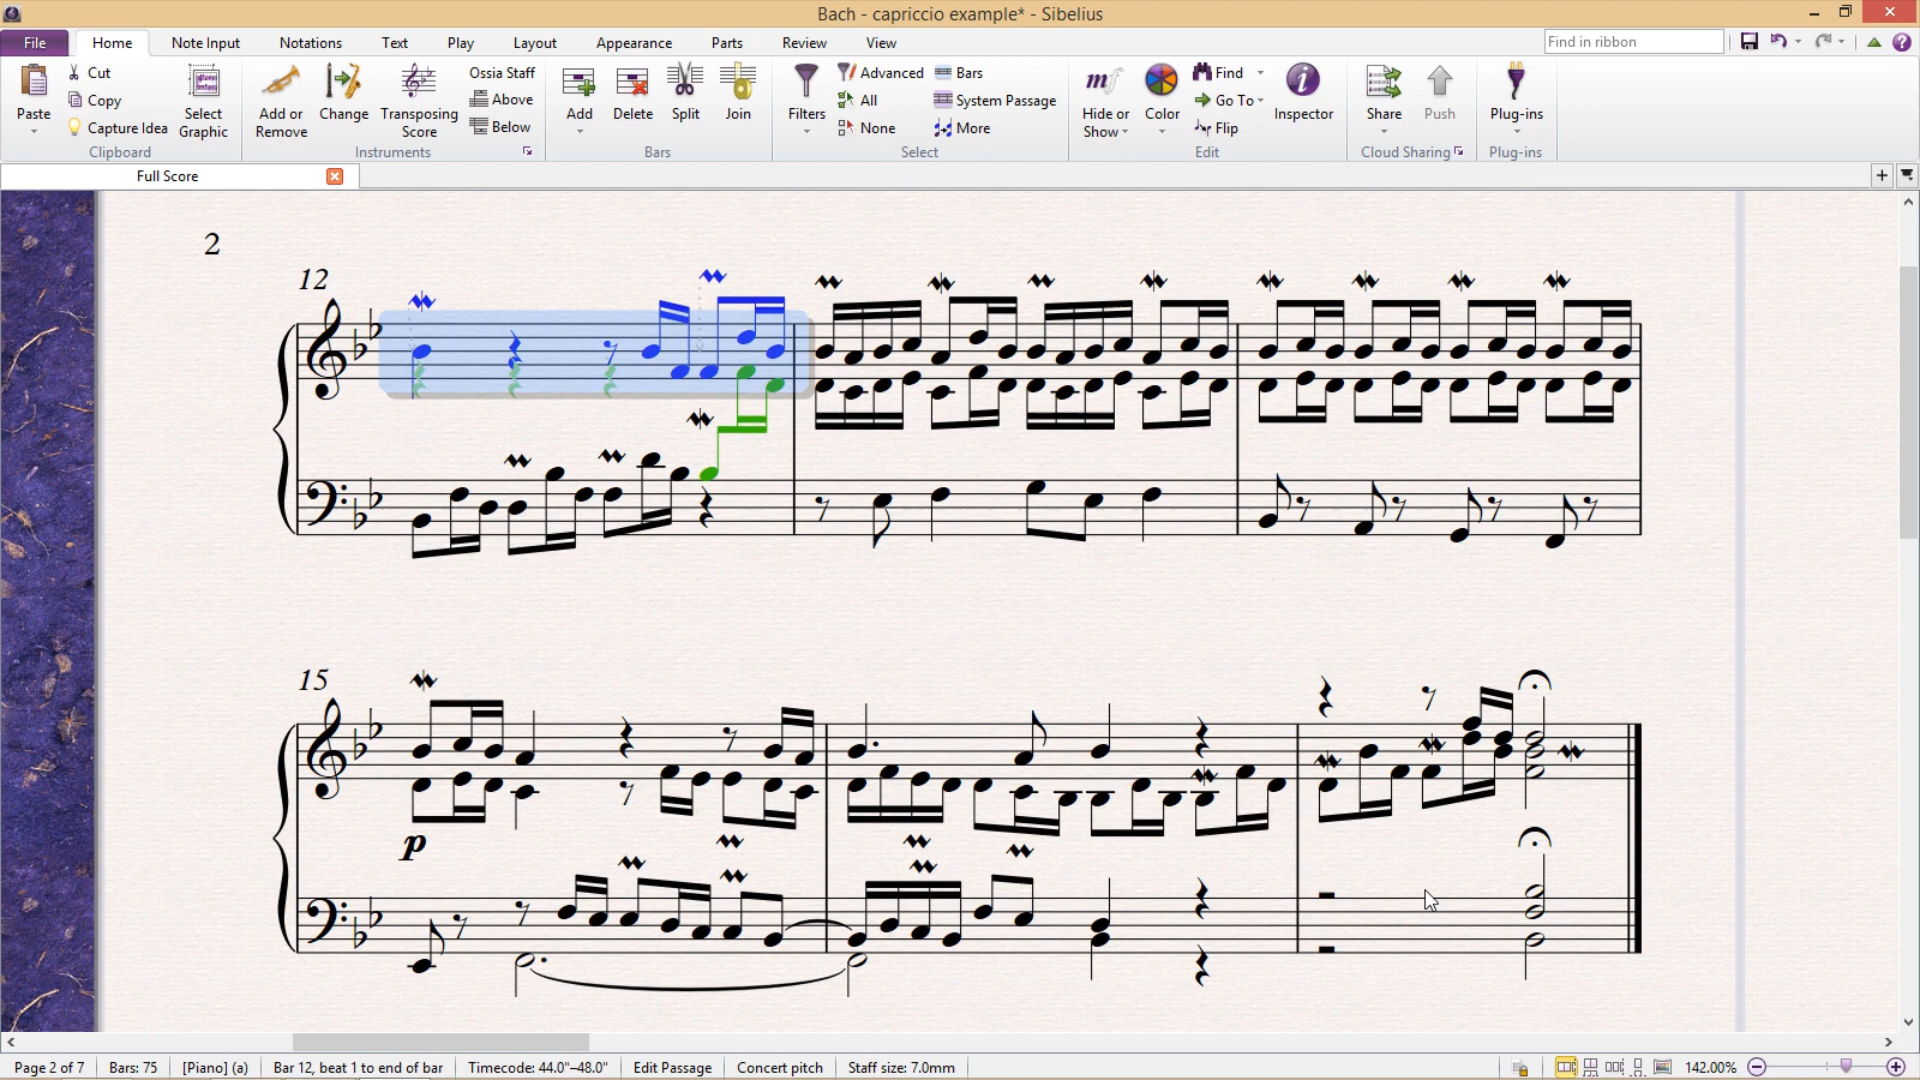 Bach - capriccio example* - Sibelius
File Home Note Input Notations Text Play Layout Appearance Parts Review View Find in ribbon
Paste
Cut
Copy
Capture Idea
Select Graphic
Clipboard
Add or Remove
Change
Transposing Score
Ossia Staff
Above
Below
Instruments
Add
Delete
Split
Join
Bars
Filters
Advanced
All
None
Bars
System Passage
More
Select
Hide or Show
Color
Find
Go To
Flip
Inspector
Edit
Share
Push
Cloud Sharing
Plug-ins
Plug-ins
Full Score
2
12
15
p
Page 2 of 7 Bars: 75 [Piano] (a) Bar 12, beat 1 to end of bar Timecode: 44.0"–48.0" Edit Passage Concert pitch Staff size: 7.0mm 142.00%